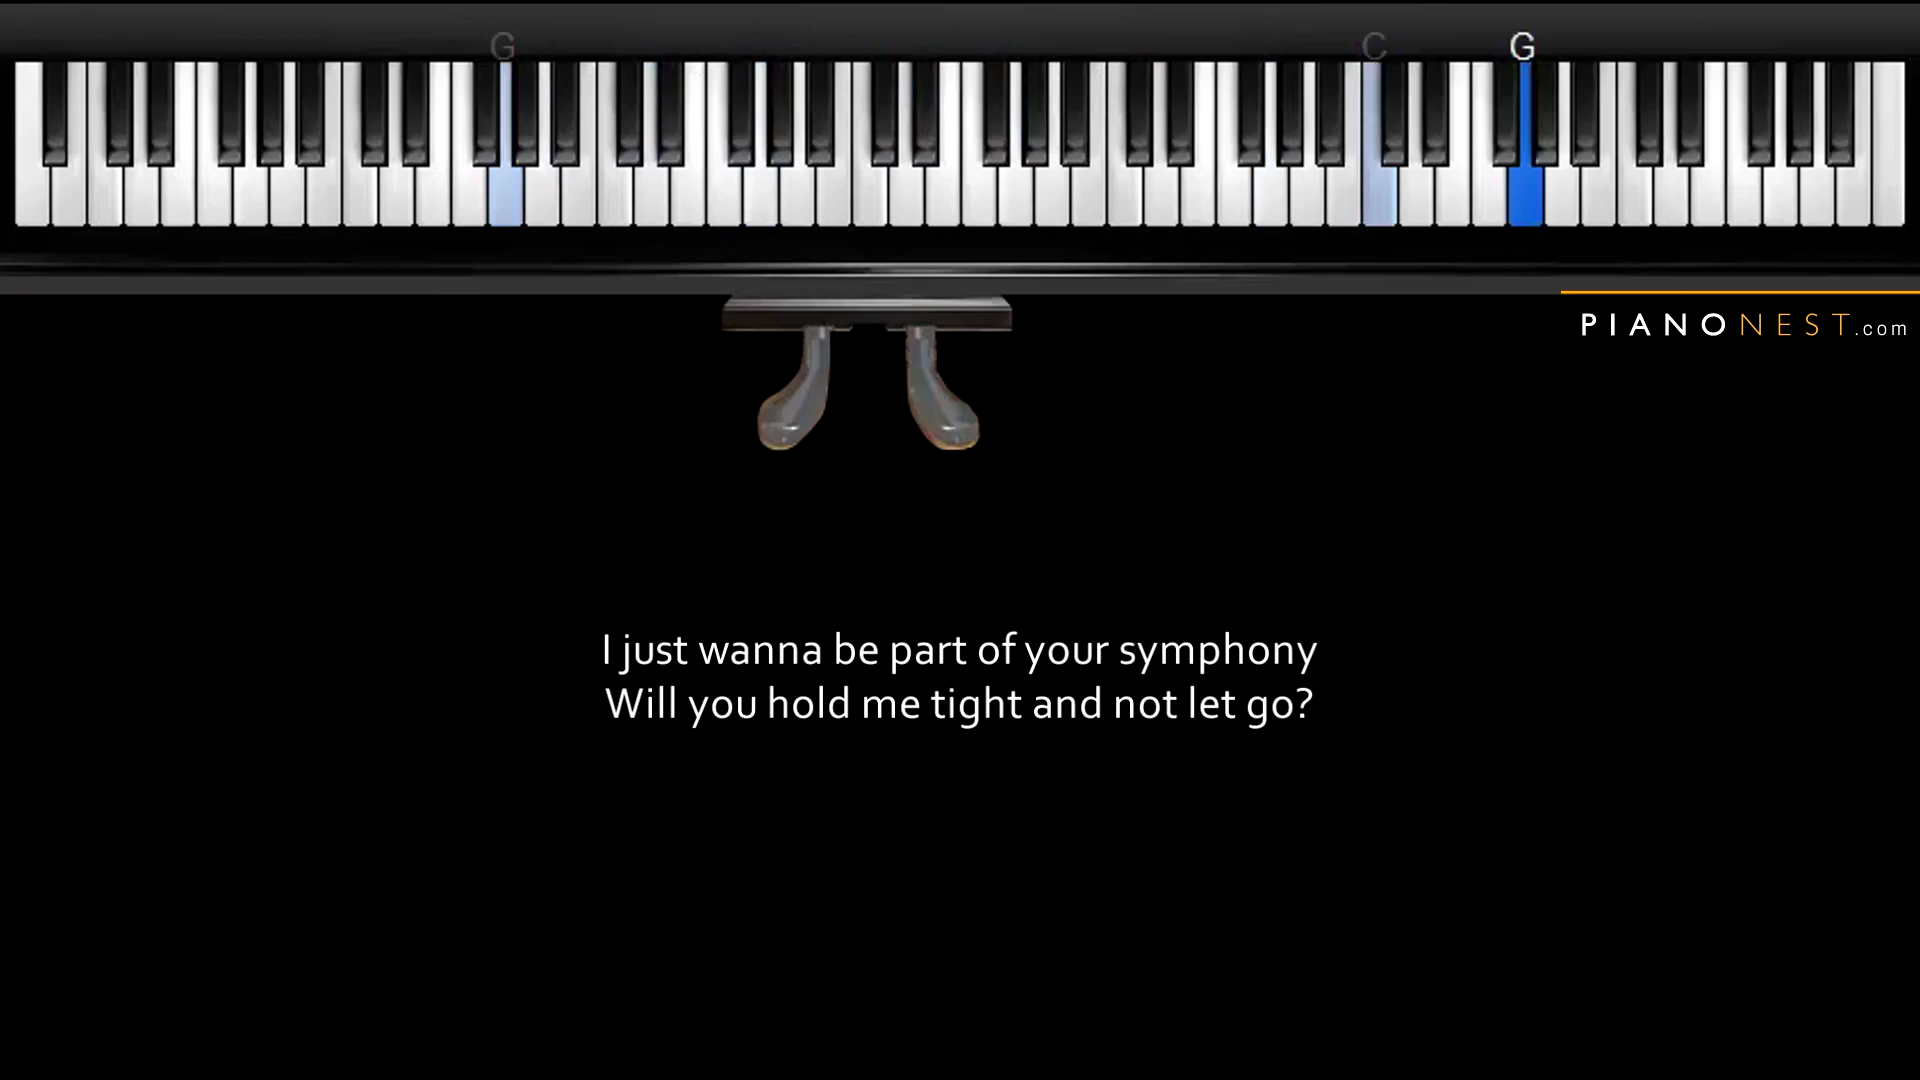 G C G
PIANONEST.com
I just wanna be part of your symphony
Will you hold me tight and not let go?